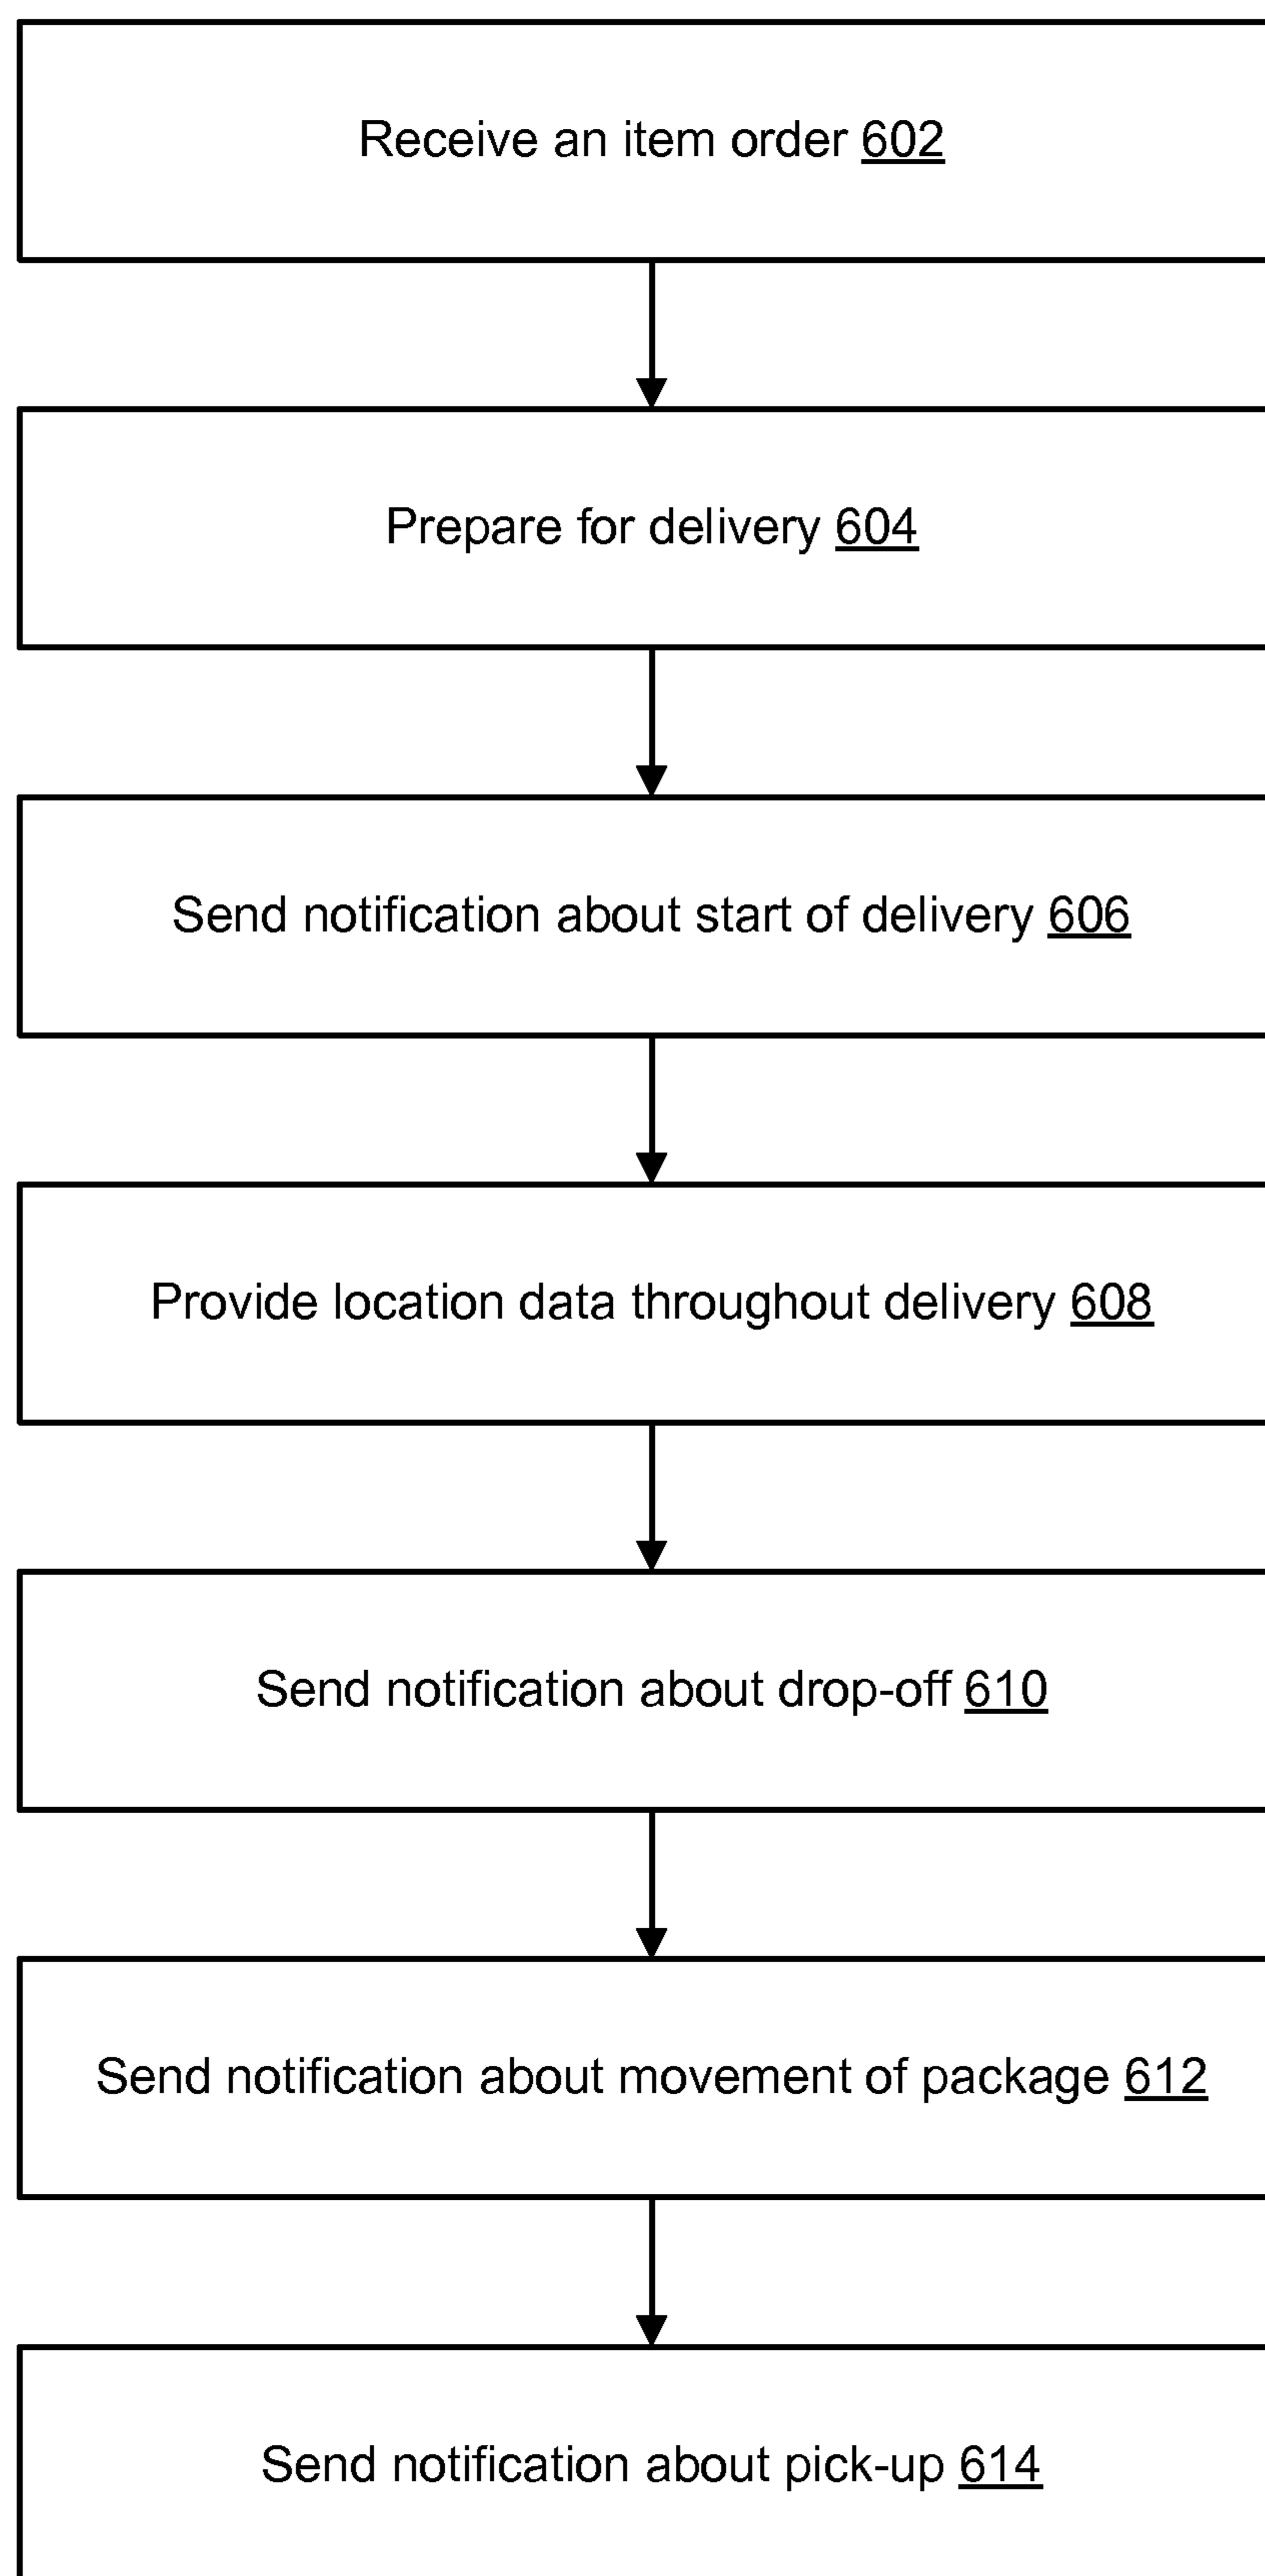 Receive an item order 602
Prepare for delivery 604
Send notification about start of delivery 606
Provide location data throughout delivery 608
Send notification about drop-off 610
Send notification about movement of package 612
Send notification about pick-up 614